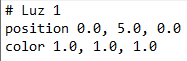 # Luz 1
position 0.0, 5.0, 0.0
color 1.0, 1.0, 1.0